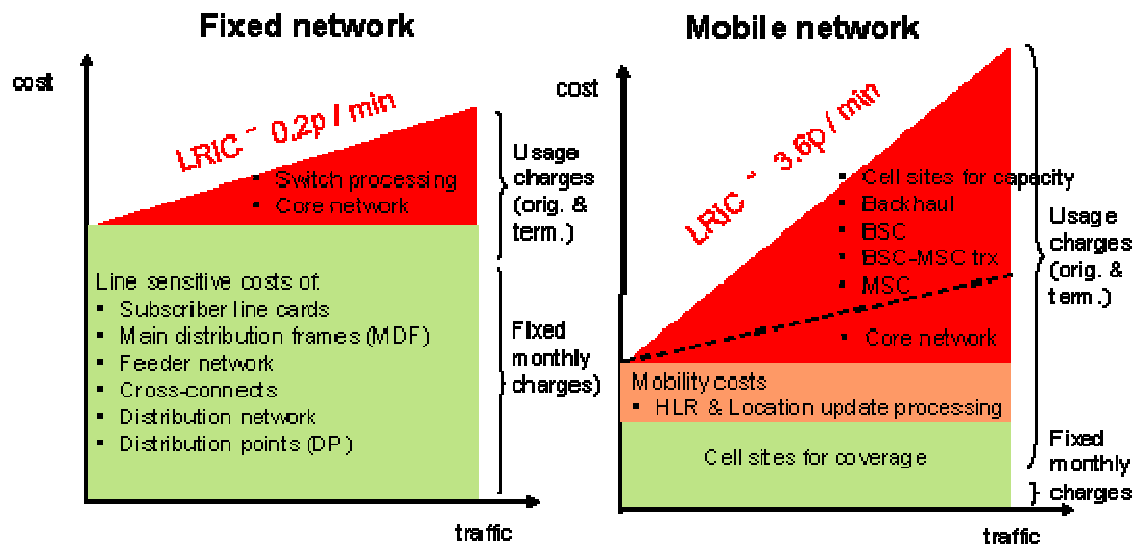 Fixed network
cost
LRIC ~ 0.2p / min
▪ Switch processing
▪ Core network
Usage
charges
(orig. &
term.)
Line sensitive costs of:
▪ Subscriber line cards
▪ Main distribution frames (MDF)
▪ Feeder network
▪ Cross-connects
▪ Distribution network
▪ Distribution points (DP)
Fixed
monthly
charges)
traffic
Mobile network
cost
LRIC ~ 3.6p / min
▪ Cell sites for capacity
▪ Backhaul
▪ BSC
▪ BSC-MSC trx
▪ MSC
▪ Core network
Usage
charges
(orig. &
term.)
Mobility costs
▪ HLR & Location update processing
Cell sites for coverage
Fixed
monthly
charges
traffic